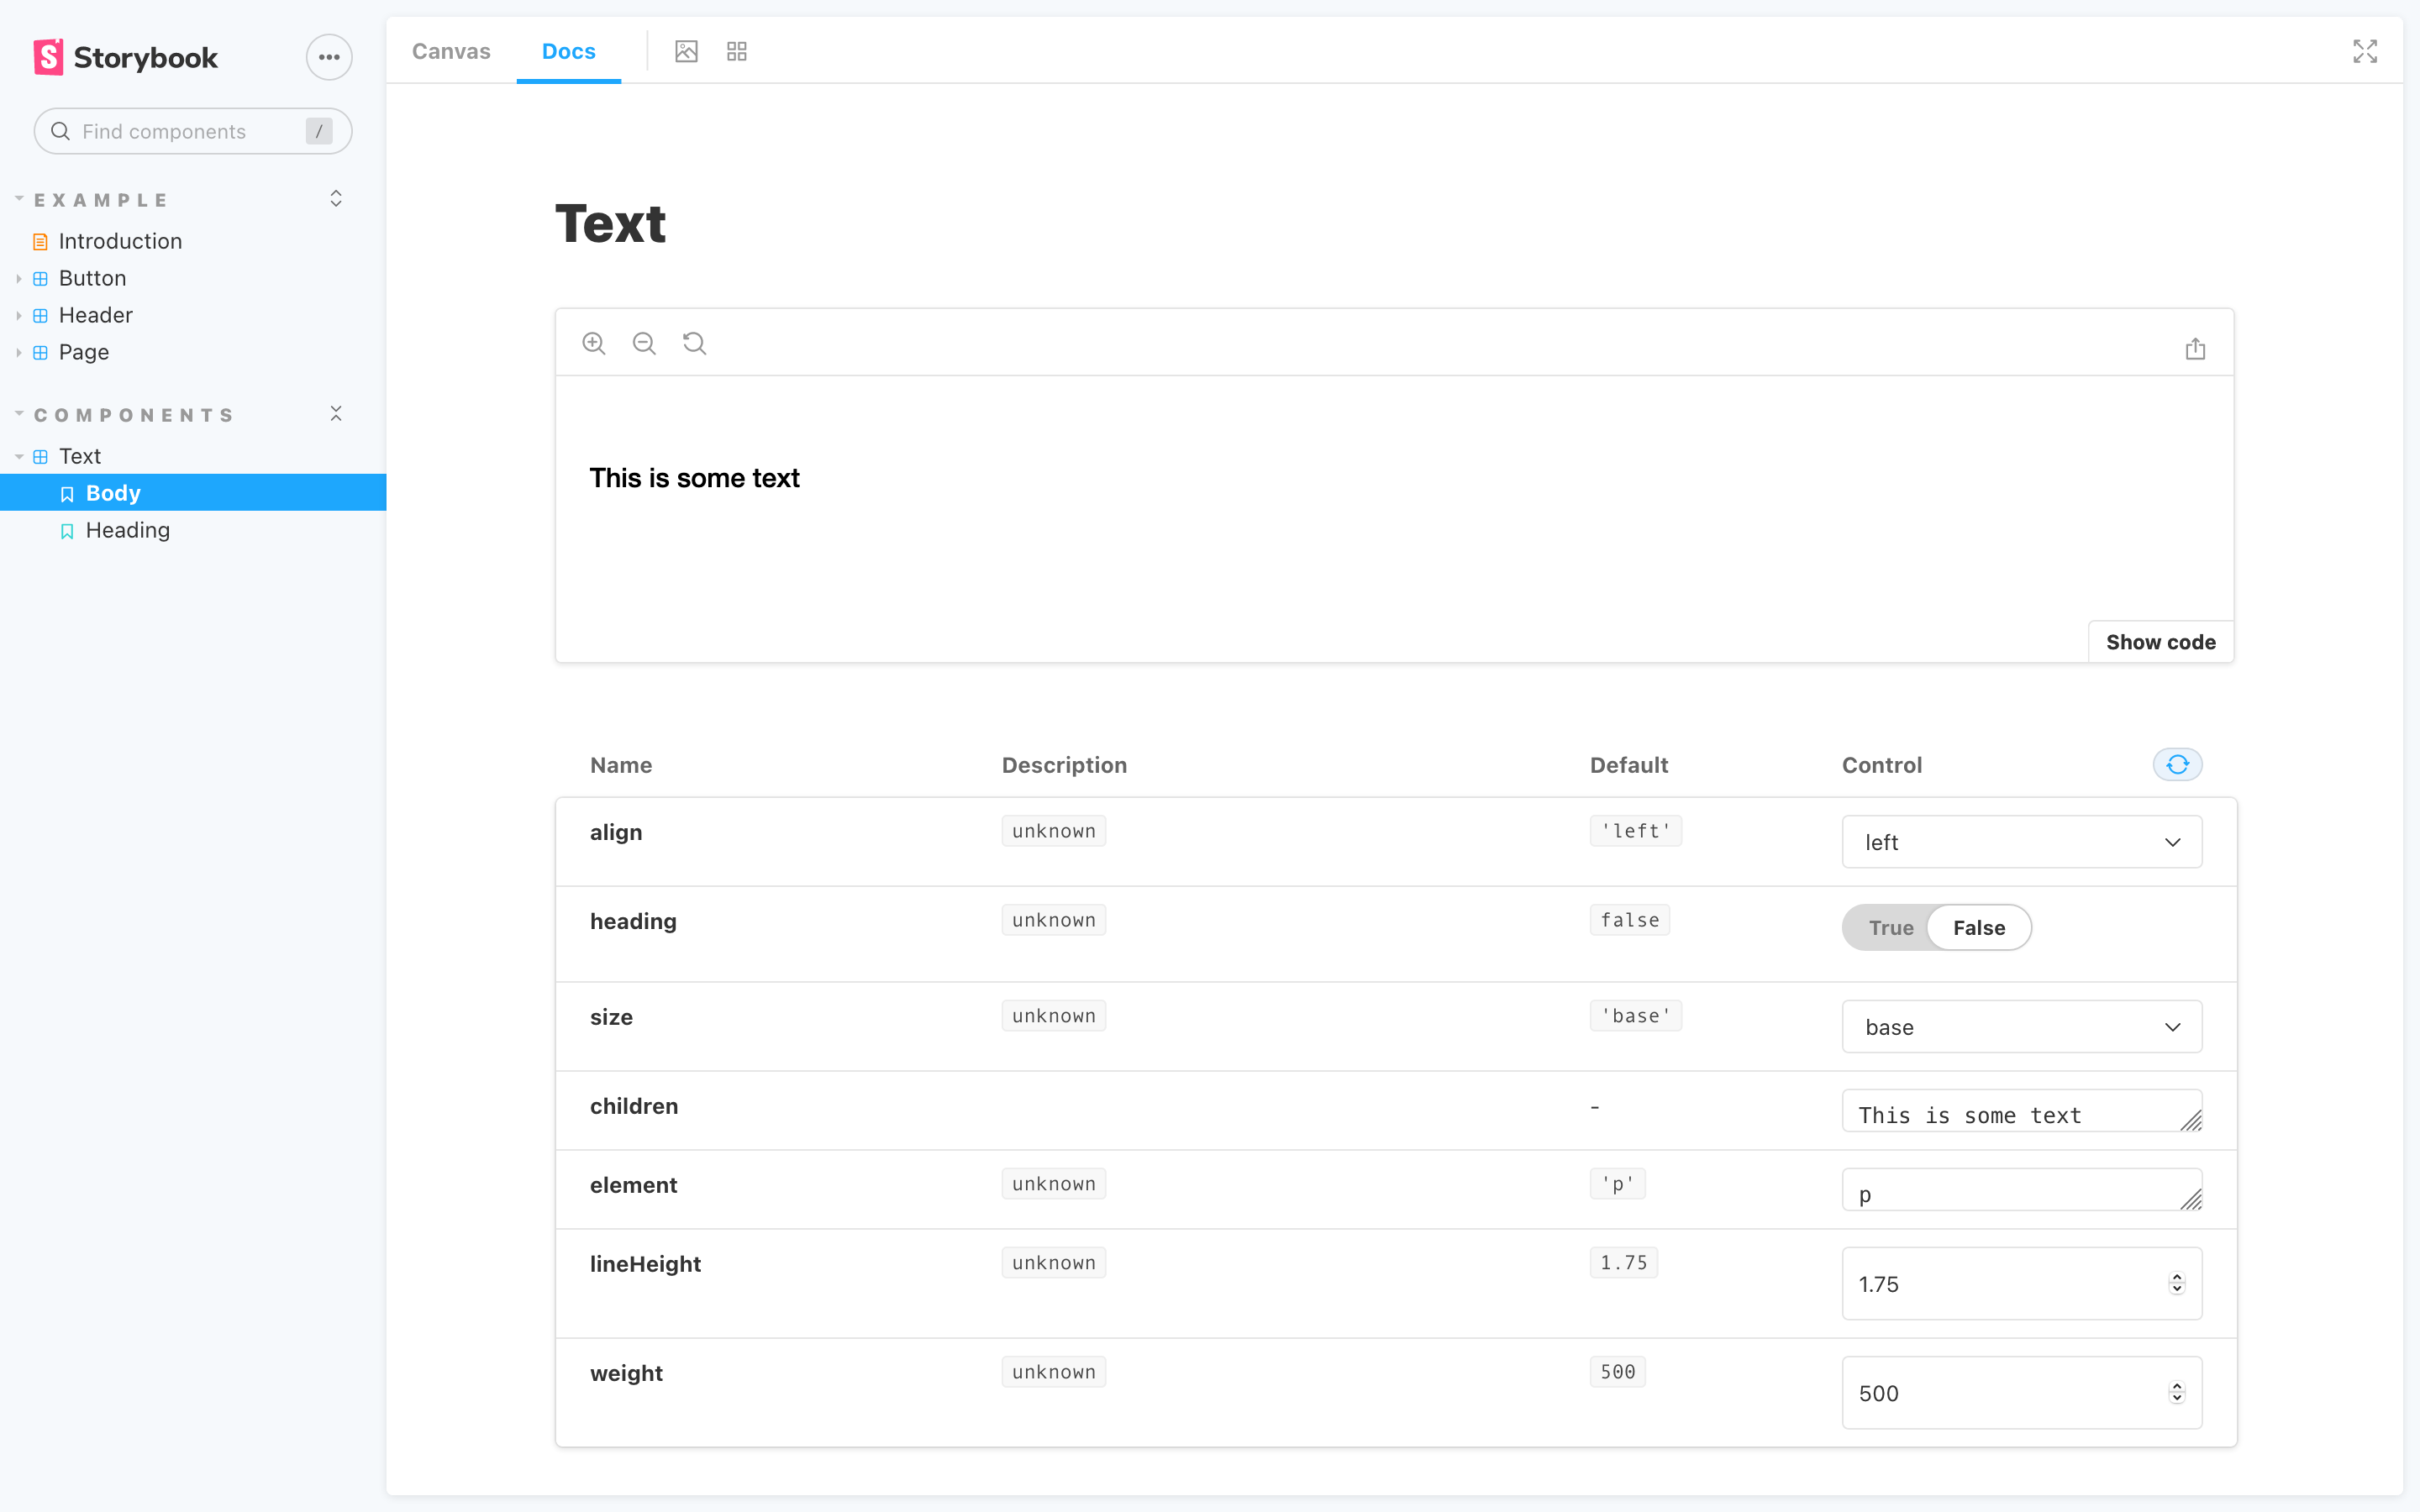 Storybook
Find components /
EXAMPLE
Introduction
Button
Header
Page
COMPONENTS
Text
Body
Heading
Canvas Docs
Text
This is some text
Show code
Name Description Default Control
align unknown 'left' left
heading unknown false True False
size unknown 'base' base
children - This is some text
element unknown 'p' p
lineHeight unknown 1.75 1.75
weight unknown 500 500